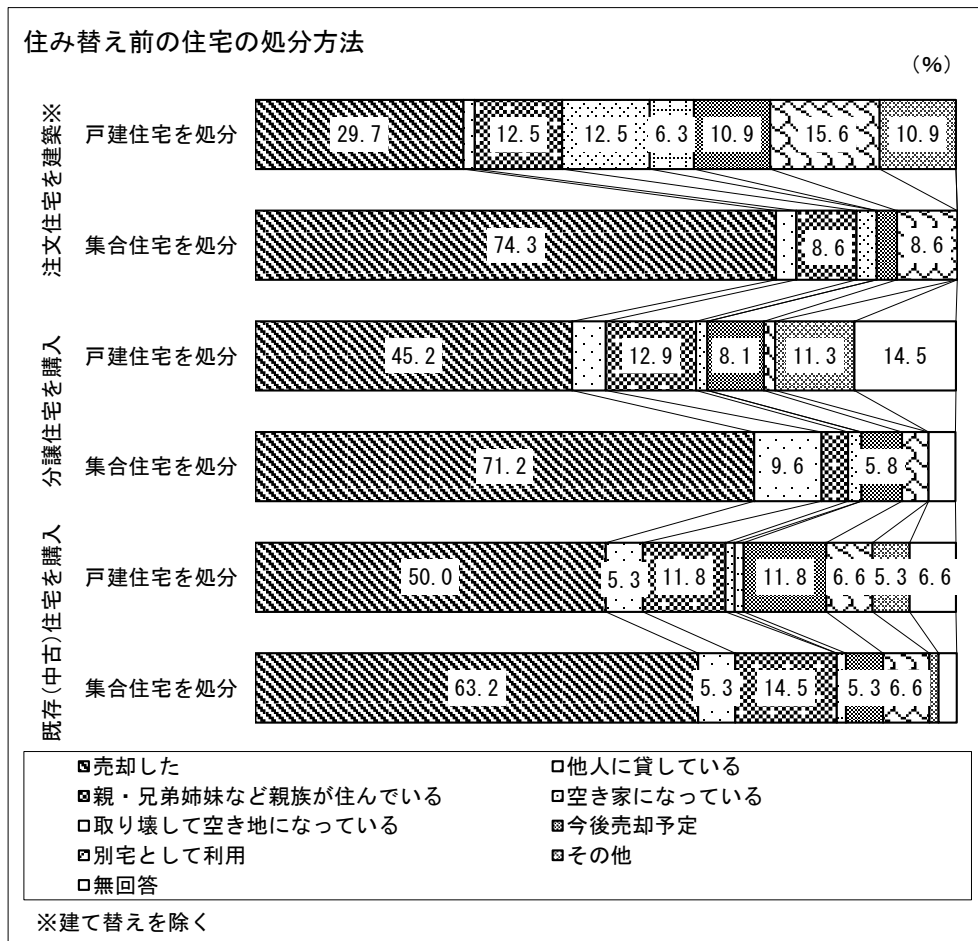 住み替え前の住宅の処分方法
(%)
注文住宅を建築※
戸建住宅を処分 29.7 12.5 12.5 6.3 10.9 15.6 10.9
集合住宅を処分 74.3 8.6 8.6
分譲住宅を購入
戸建住宅を処分 45.2 12.9 8.1 11.3 14.5
集合住宅を処分 71.2 9.6 5.8
既存(中古)住宅を購入
戸建住宅を処分 50.0 5.3 11.8 11.8 6.6 5.3 6.6
集合住宅を処分 63.2 5.3 14.5 5.3 6.6
売却した 他人に貸している
親・兄弟姉妹など親族が住んでいる 空き家になっている
取り壊して空き地になっている 今後売却予定
別宅として利用 その他
無回答
※建て替えを除く